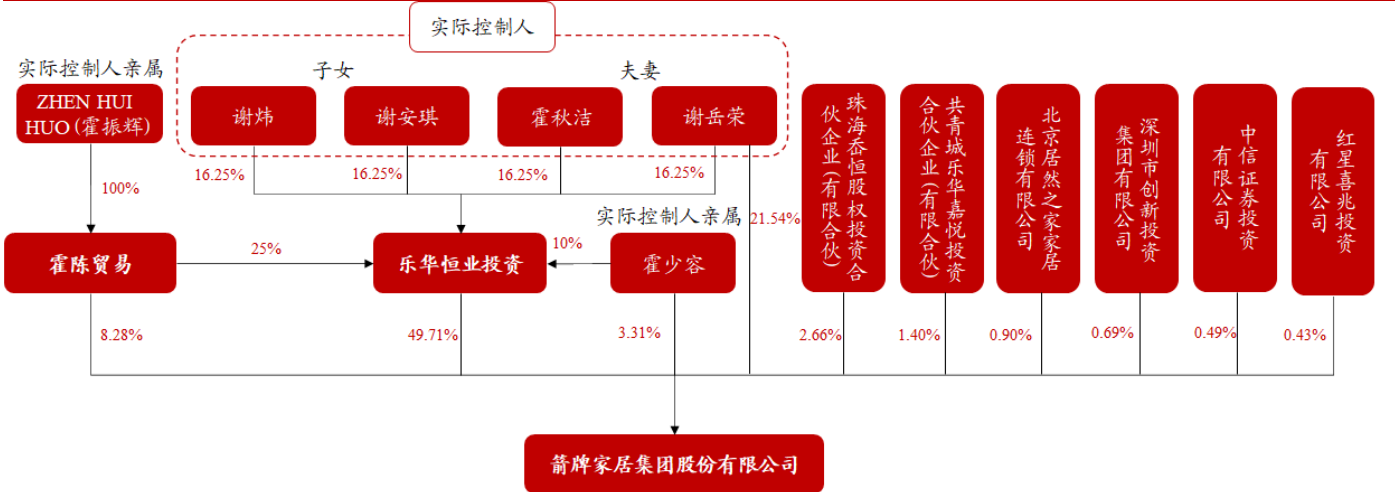 实际控制人
实际控制人亲属
子女
夫妻
ZHEN HUI
HUO(霍振辉)
谢炜
谢安琪
霍秋洁
谢岳荣
珠海岙恒股权投资合
伙企业(有限合伙)
共青城乐华嘉悦投资
合伙企业(有限合伙)
北京居然之家家居
连锁有限公司
深圳市创新投资
集团有限公司
中信证券投资
有限公司
红星喜兆投资
有限公司
100%
16.25%
16.25%
16.25%
16.25%
21.54%
实际控制人亲属
霍陈贸易
25%
乐华恒业投资
10%
霍少容
8.28%
49.71%
3.31%
2.66%
1.40%
0.90%
0.69%
0.49%
0.43%
箭牌家居集团股份有限公司